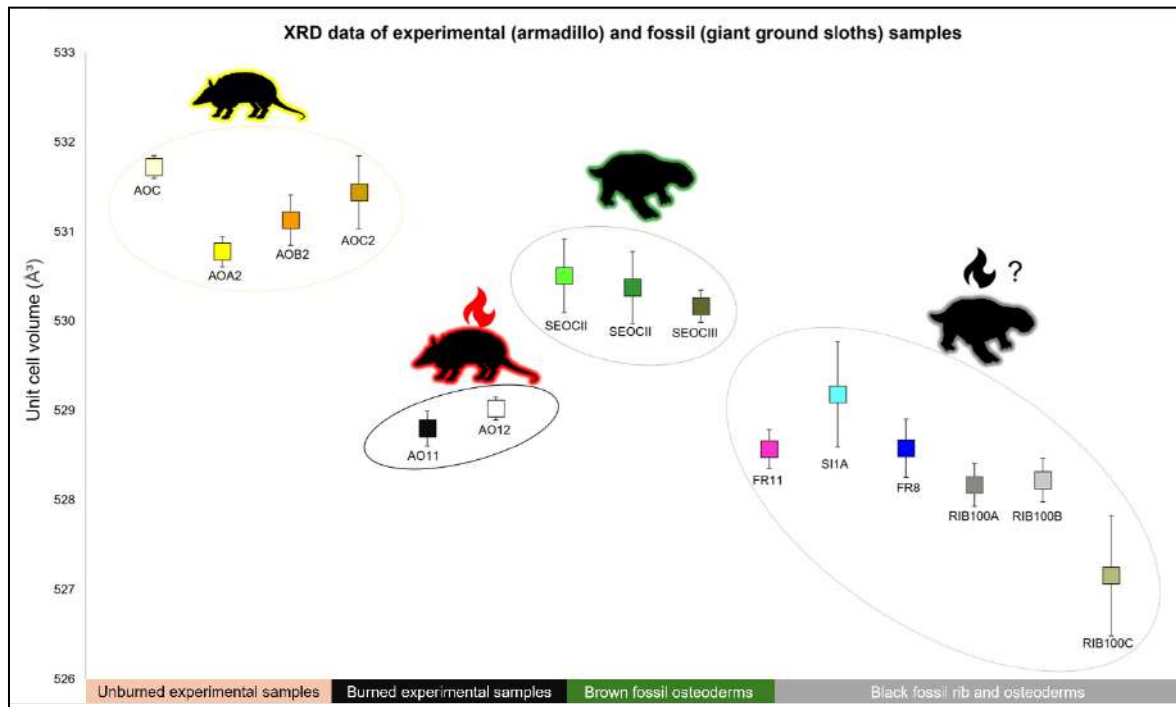 XRD data of experimental (armadillo) and fossil (giant ground sloths) samples
Unit cell volume (Å³)
533
532
531
530
529
528
527
526
AOC
AOA2
AOB2
AOC2
AO11
AO12
SEOCII
SEOCII
SEOCIII
?
FR11
SI1A
FR8
RIB100A
RIB100B
RIB100C
Unburned experimental samples
Burned experimental samples
Brown fossil osteoderms
Black fossil rib and osteoderms